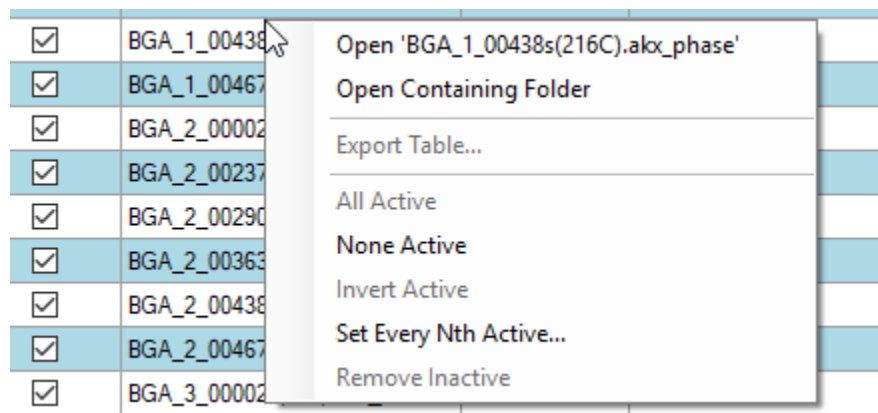 BGA_1_00438
Open 'BGA_1_00438s(216C).akx_phase'
BGA_1_00467
Open Containing Folder
BGA_2_00002
Export Table...
BGA_2_00237
All Active
BGA_2_00290
None Active
BGA_2_00363
Invert Active
BGA_2_00438
Set Every Nth Active...
BGA_2_00467
Remove Inactive
BGA_3_00002